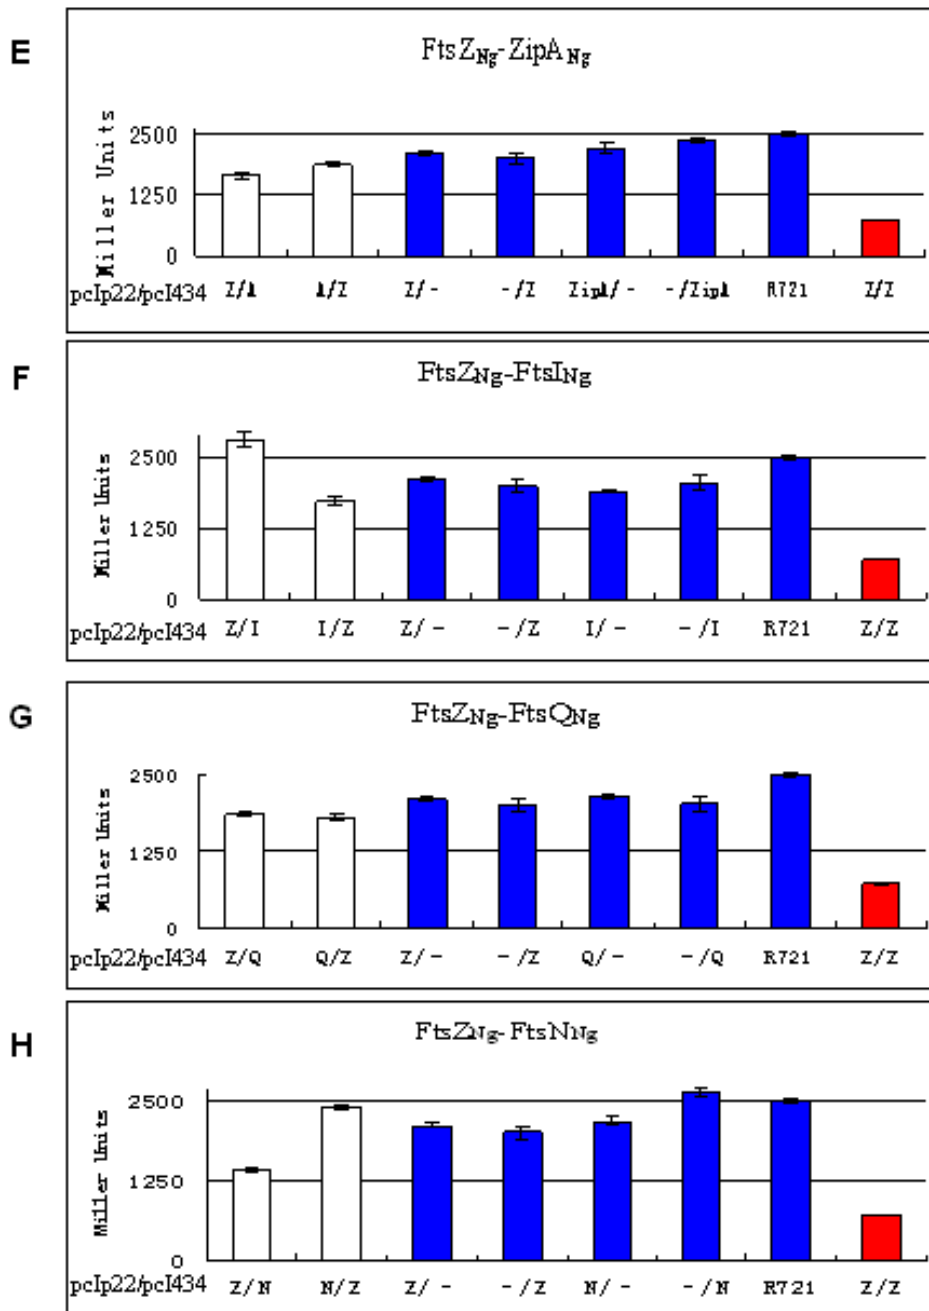 E
FtsZNg-ZipANg
Miller Units
2500
1250
0
pcIp22/pcI434 Z/A A/Z Z/- -/Z ZipA/- -/ZipA R721 Z/Z
F
FtsZNg-FtsINg
Miller Units
2500
1250
0
pcIp22/pcI434 Z/I I/Z Z/- -/Z I/- -/I R721 Z/Z
G
FtsZNg-FtsQNg
Miller Units
2500
1250
0
pcIp22/pcI434 Z/Q Q/Z Z/- -/Z Q/- -/Q R721 Z/Z
H
FtsZNg-FtsNNg
Miller Units
2500
1250
0
pcIp22/pcI434 Z/N N/Z Z/- -/Z N/- -/N R721 Z/Z